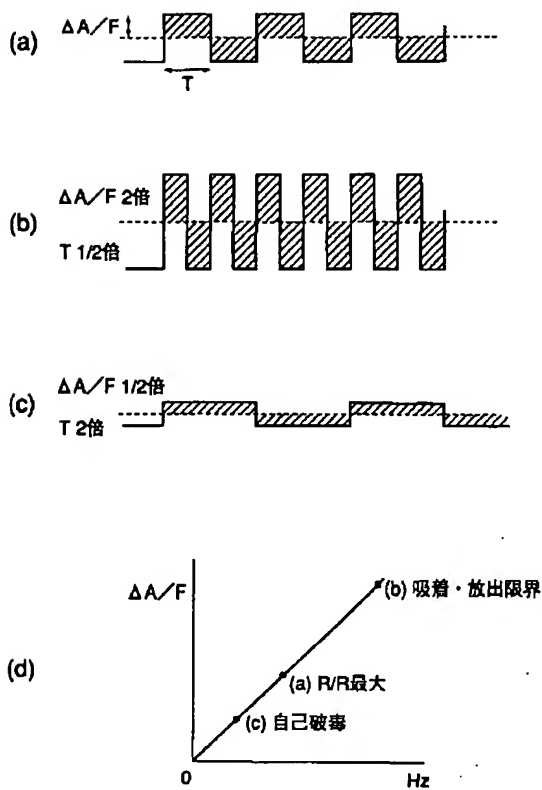 (a)
ΔA/F
T
(b)
ΔA/F 2倍
T 1/2倍
(c)
ΔA/F 1/2倍
T 2倍
(d)
ΔA/F
(b) 吸着・放出限界
(a) R/R最大
(c) 自己破毒
0
Hz